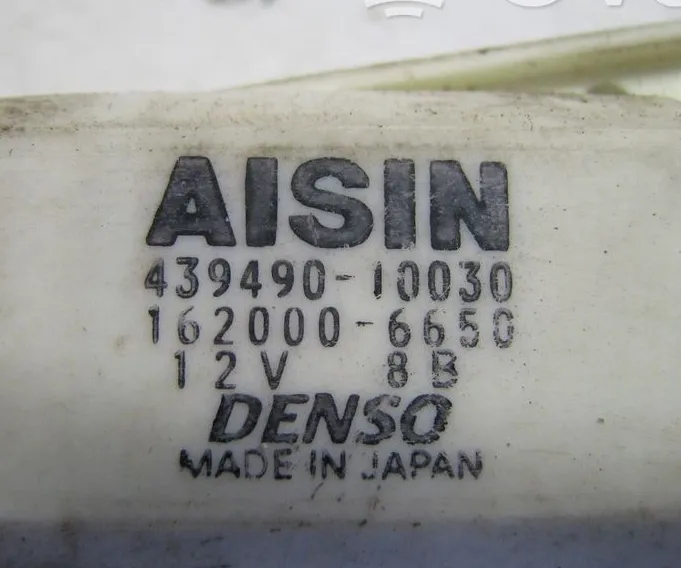 AISIN
439490-10030
162000-6650
12V 8B
DENSO
MADE IN JAPAN